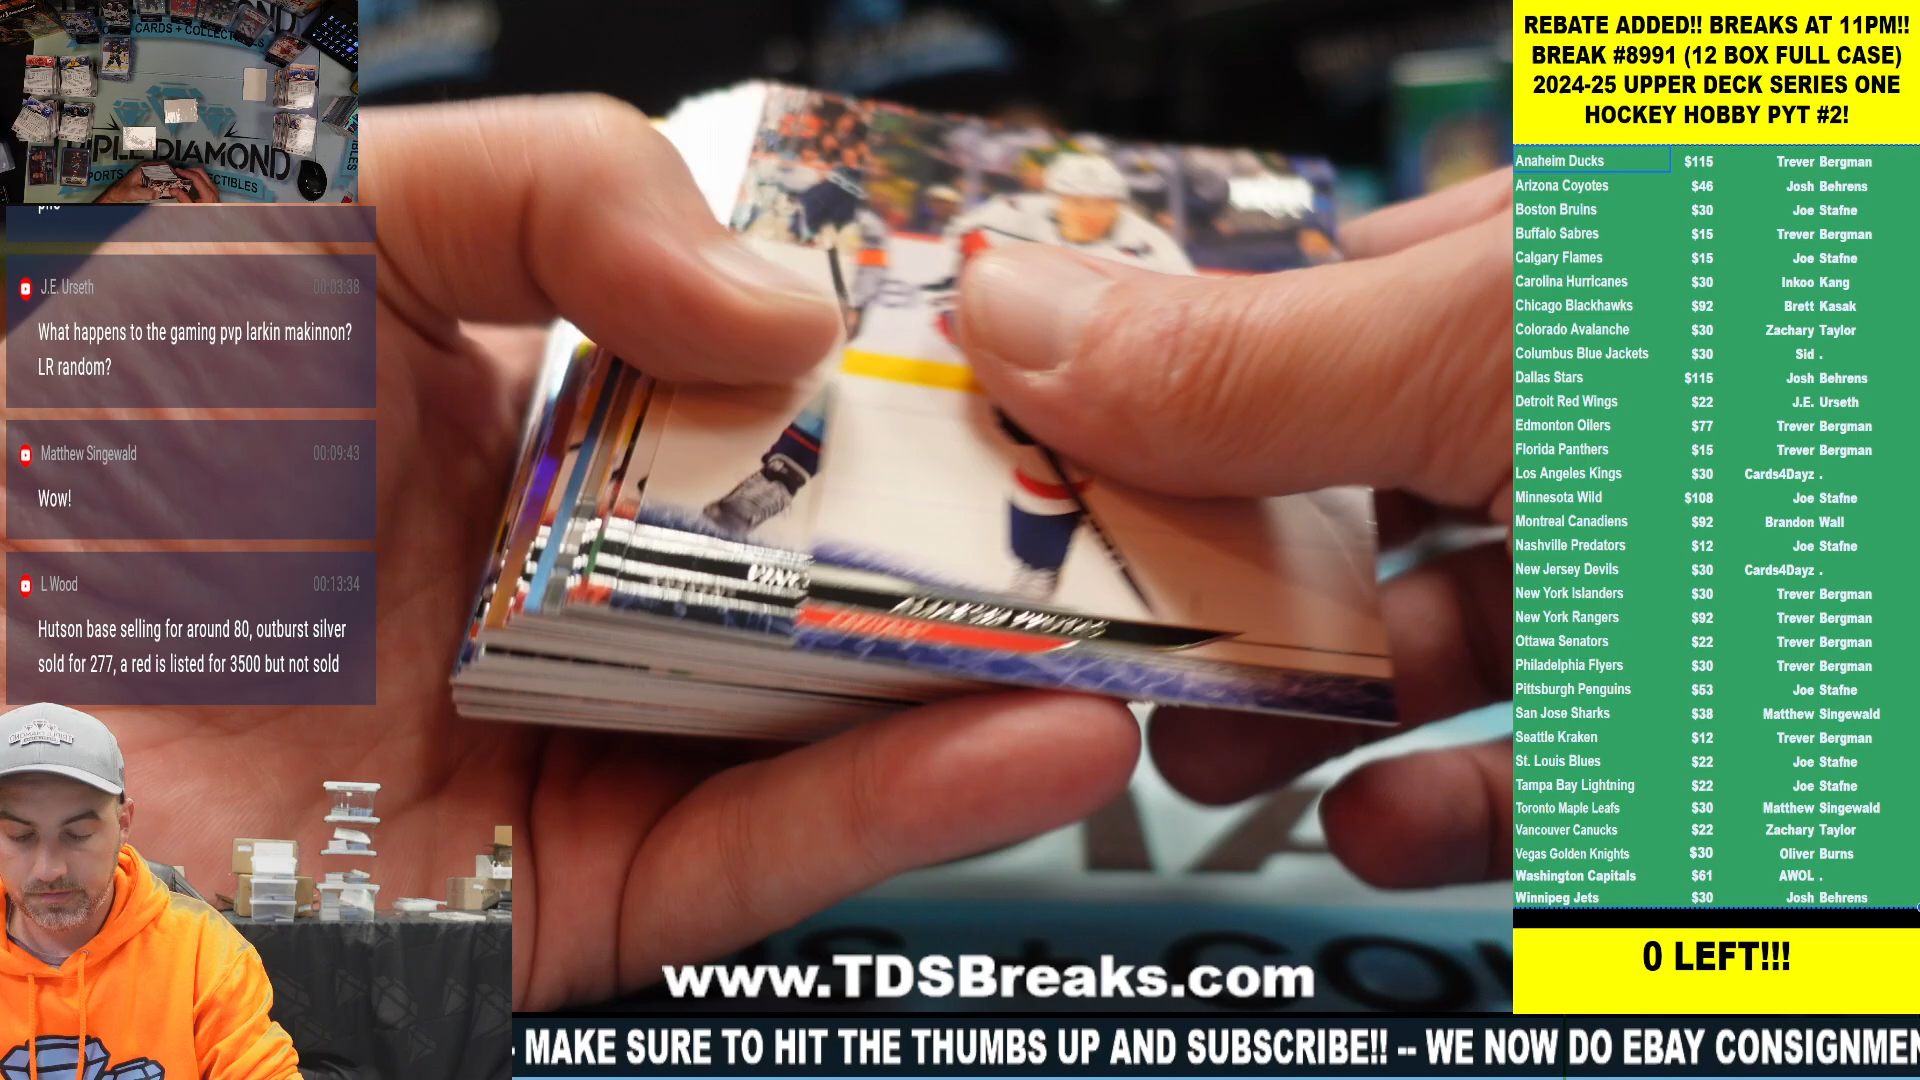 REBATE ADDED!! BREAKS AT 11PM!!
BREAK #8991 (12 BOX FULL CASE)
2024-25 UPPER DECK SERIES ONE
HOCKEY HOBBY PYT #2!
Anaheim Ducks $115 Trever Bergman
Arizona Coyotes $46 Josh Behrens
Boston Bruins $30 Joe Stafne
Buffalo Sabres $15 Trever Bergman
Calgary Flames $15 Joe Stafne
Carolina Hurricanes $30 Inkoo Kang
Chicago Blackhawks $92 Brett Kasak
Colorado Avalanche $30 Zachary Taylor
Columbus Blue Jackets $30 Sid .
Dallas Stars $115 Josh Behrens
Detroit Red Wings $22 J.E. Urseth
Edmonton Oilers $77 Trever Bergman
Florida Panthers $15 Trever Bergman
Los Angeles Kings $30 Cards4Dayz .
Minnesota Wild $108 Joe Stafne
Montreal Canadiens $92 Brandon Wall
Nashville Predators $12 Joe Stafne
New Jersey Devils $30 Cards4Dayz .
New York Islanders $30 Trever Bergman
New York Rangers $92 Trever Bergman
Ottawa Senators $22 Trever Bergman
Philadelphia Flyers $30 Trever Bergman
Pittsburgh Penguins $53 Joe Stafne
San Jose Sharks $38 Matthew Singewald
Seattle Kraken $12 Trever Bergman
St. Louis Blues $22 Joe Stafne
Tampa Bay Lightning $22 Joe Stafne
Toronto Maple Leafs $30 Matthew Singewald
Vancouver Canucks $22 Zachary Taylor
Vegas Golden Knights $30 Oliver Burns
Washington Capitals $61 AWOL .
Winnipeg Jets $30 Josh Behrens
0 LEFT!!!
CARDS + COLLECTIBLES
PLE DIAMOND
J.E. Urseth 00:03:38
What happens to the gaming pvp larkin makinnon?
LR random?
Matthew Singewald 00:09:43
Wow!
L Wood 00:13:34
Hutson base selling for around 80, outburst silver
sold for 277, a red is listed for 3500 but not sold
www.TDSBreaks.com
- MAKE SURE TO HIT THE THUMBS UP AND SUBSCRIBE!! -- WE NOW DO EBAY CONSIGNMEN